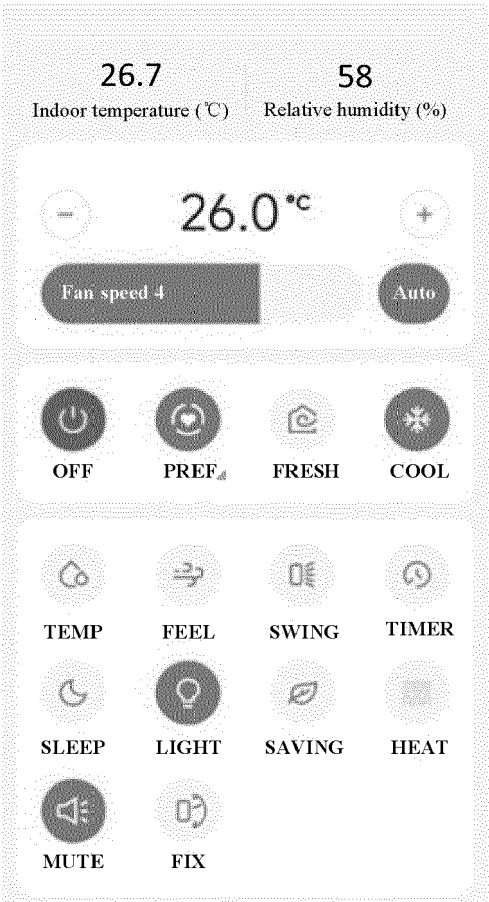 26.7 58
Indoor temperature (℃) Relative humidity (%)
− 26.0 °C +
Fan speed 4 Auto
OFF PREF FRESH COOL
TEMP FEEL SWING TIMER
SLEEP LIGHT SAVING HEAT
MUTE FIX